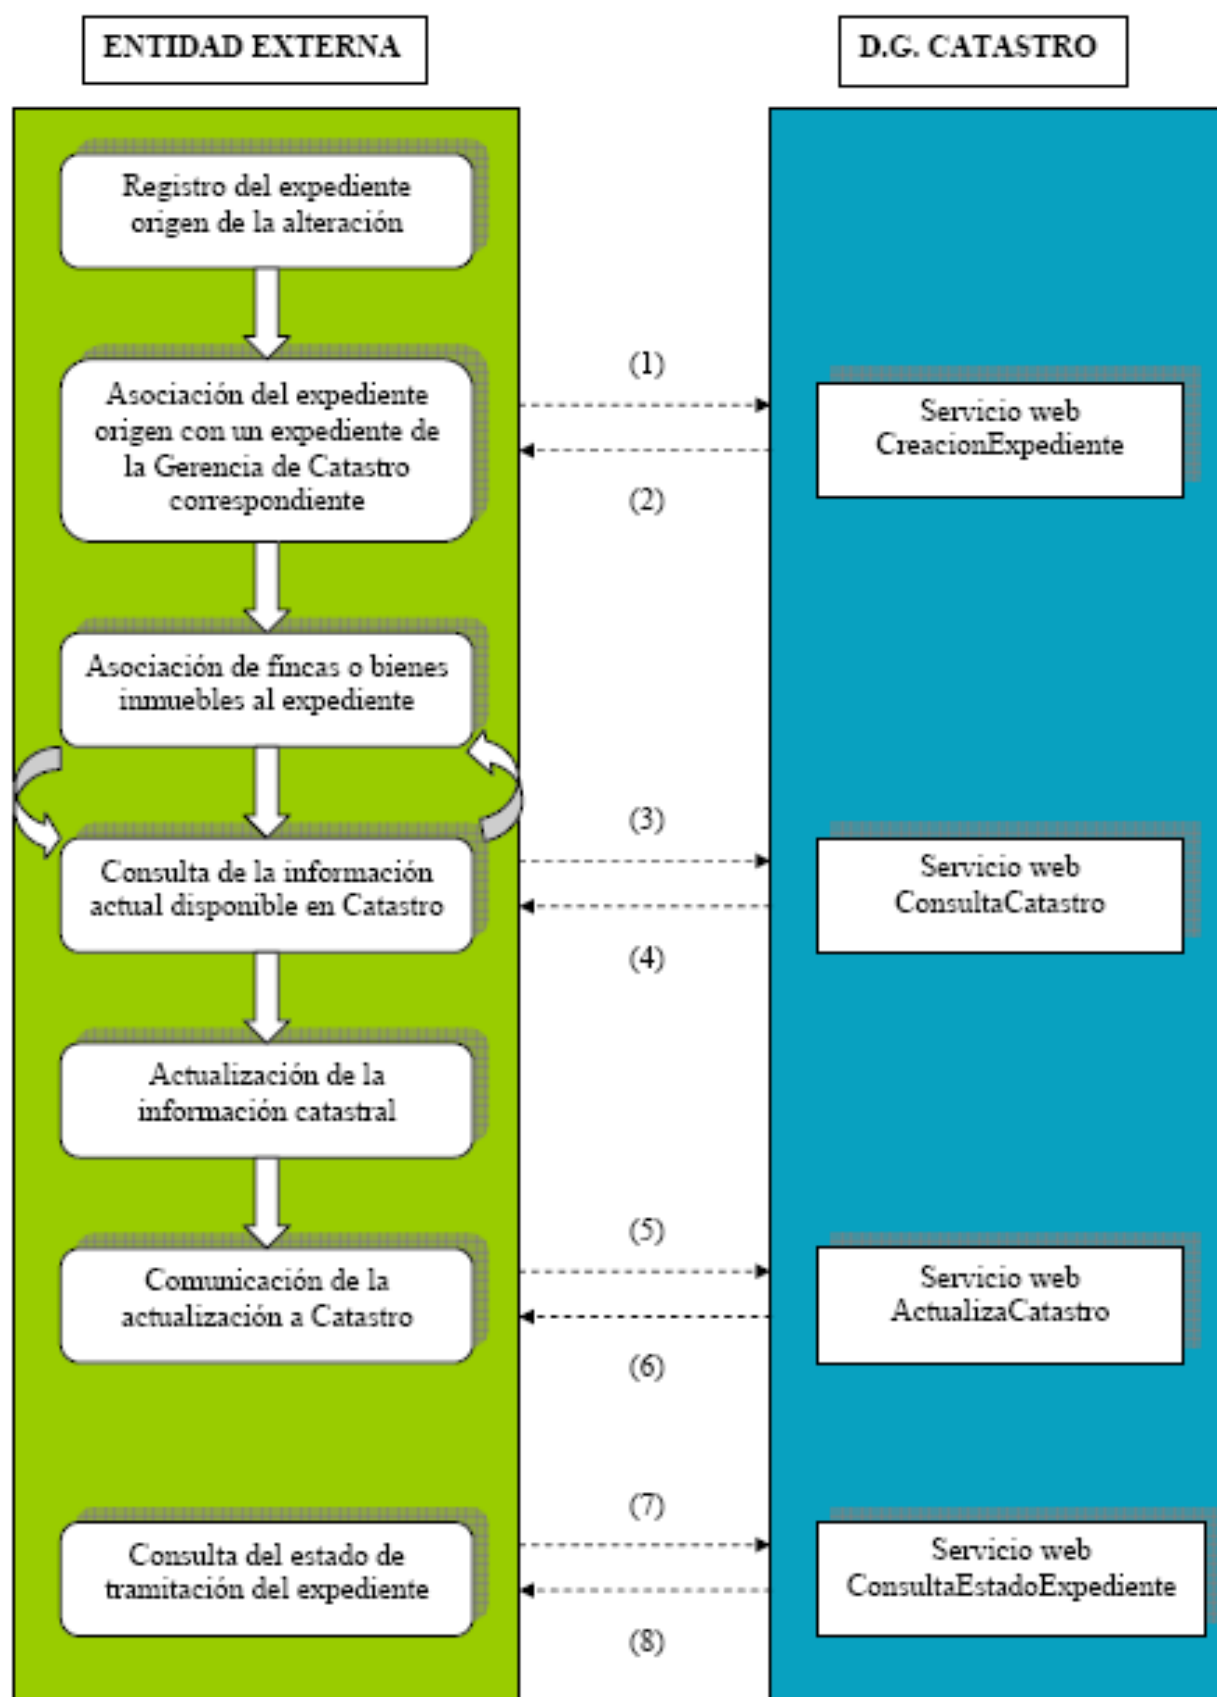 ENTIDAD EXTERNA
D.G. CATASTRO
Registro del expediente
origen de la alteración
Asociación del expediente
origen con un expediente de
la Gerencia de Catastro
correspondiente
(1)
(2)
Servicio web
CreacionExpediente
Asociación de fincas o bienes
inmuebles al expediente
Consulta de la información
actual disponible en Catastro
(3)
(4)
Servicio web
ConsultaCatastro
Actualización de la
información catastral
Comunicación de la
actualización a Catastro
(5)
(6)
Servicio web
ActualizaCatastro
Consulta del estado de
tramitación del expediente
(7)
(8)
Servicio web
ConsultaEstadoExpediente